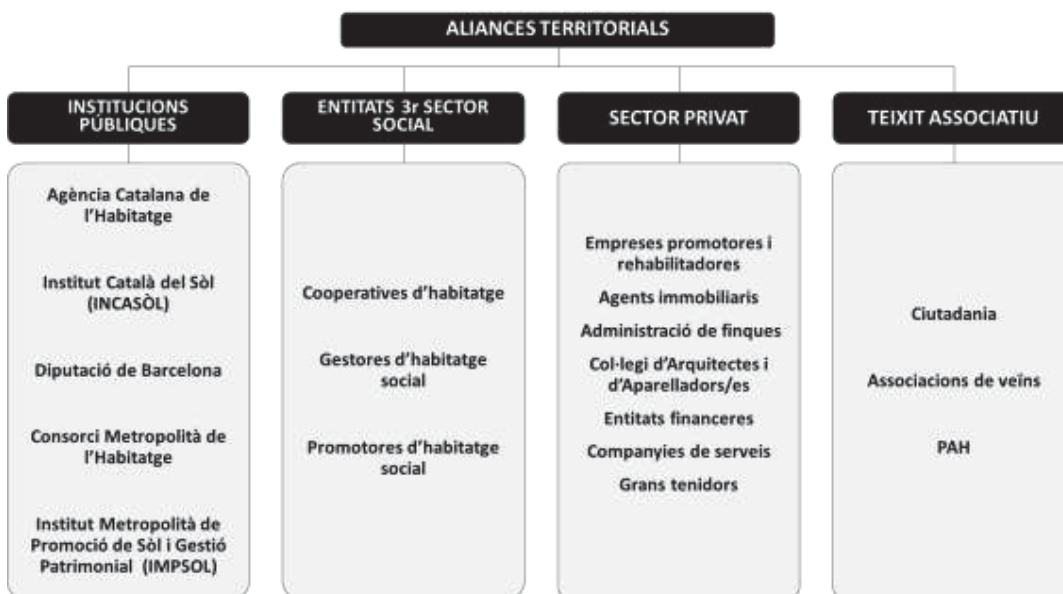 ALIANCES TERRITORIALS
INSTITUCIONS
PÚBLIQUES
Agència Catalana de
l'Habitatge
Institut Català del Sòl
(INCASÒL)
Diputació de Barcelona
Consorci Metropolità de
l'Habitatge
Institut Metropolità de
Promoció de Sòl i Gestió
Patrimonial (IMPSOL)
ENTITATS 3r SECTOR
SOCIAL
Cooperatives d'habitatge
Gestores d'habitatge
social
Promotores d'habitatge
social
SECTOR PRIVAT
Empreses promotores i
rehabilitadores
Agents immobiliaris
Administració de finques
Col·legi d'Arquitectes i
d'Aparelladors/es
Entitats financeres
Companyies de serveis
Grans tenidors
TEIXIT ASSOCIATIU
Ciutadania
Associacions de veïns
PAH